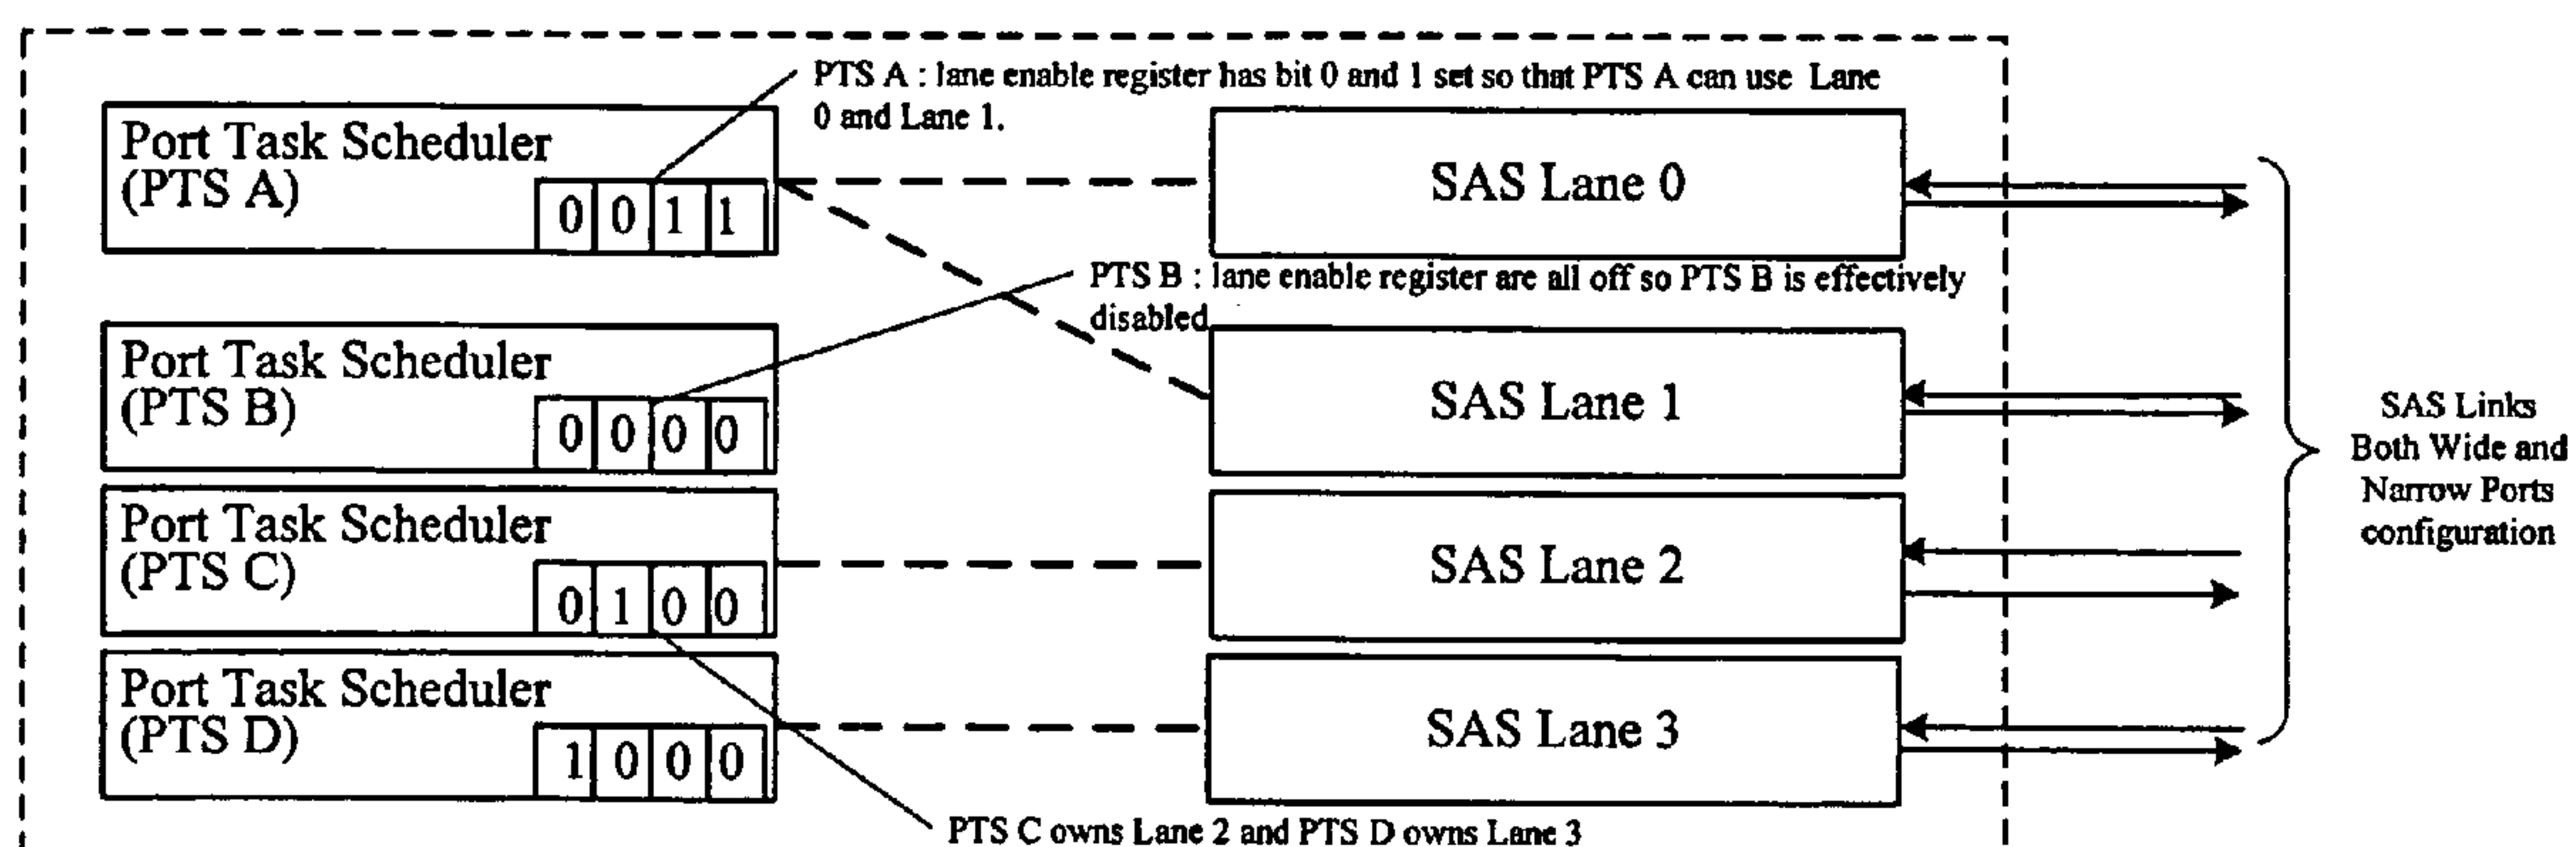 PTS A : lane enable register has bit 0 and 1 set so that PTS A can use Lane
0 and Lane 1.
Port Task Scheduler
(PTS A)
0 0 1 1
SAS Lane 0
PTS B : lane enable register are all off so PTS B is effectively
disabled
Port Task Scheduler
(PTS B)
0 0 0 0
SAS Lane 1
Port Task Scheduler
(PTS C)
0 1 0 0
SAS Lane 2
Port Task Scheduler
(PTS D)
1 0 0 0
SAS Lane 3
PTS C owns Lane 2 and PTS D owns Lane 3
SAS Links
Both Wide and
Narrow Ports
configuration